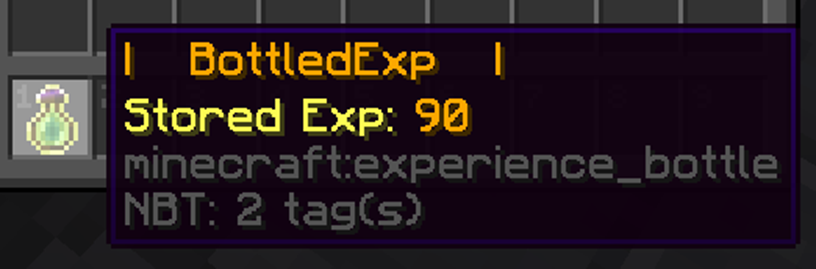 | BottledExp |
Stored Exp: 90
minecraft:experience_bottle
NBT: 2 tag(s)